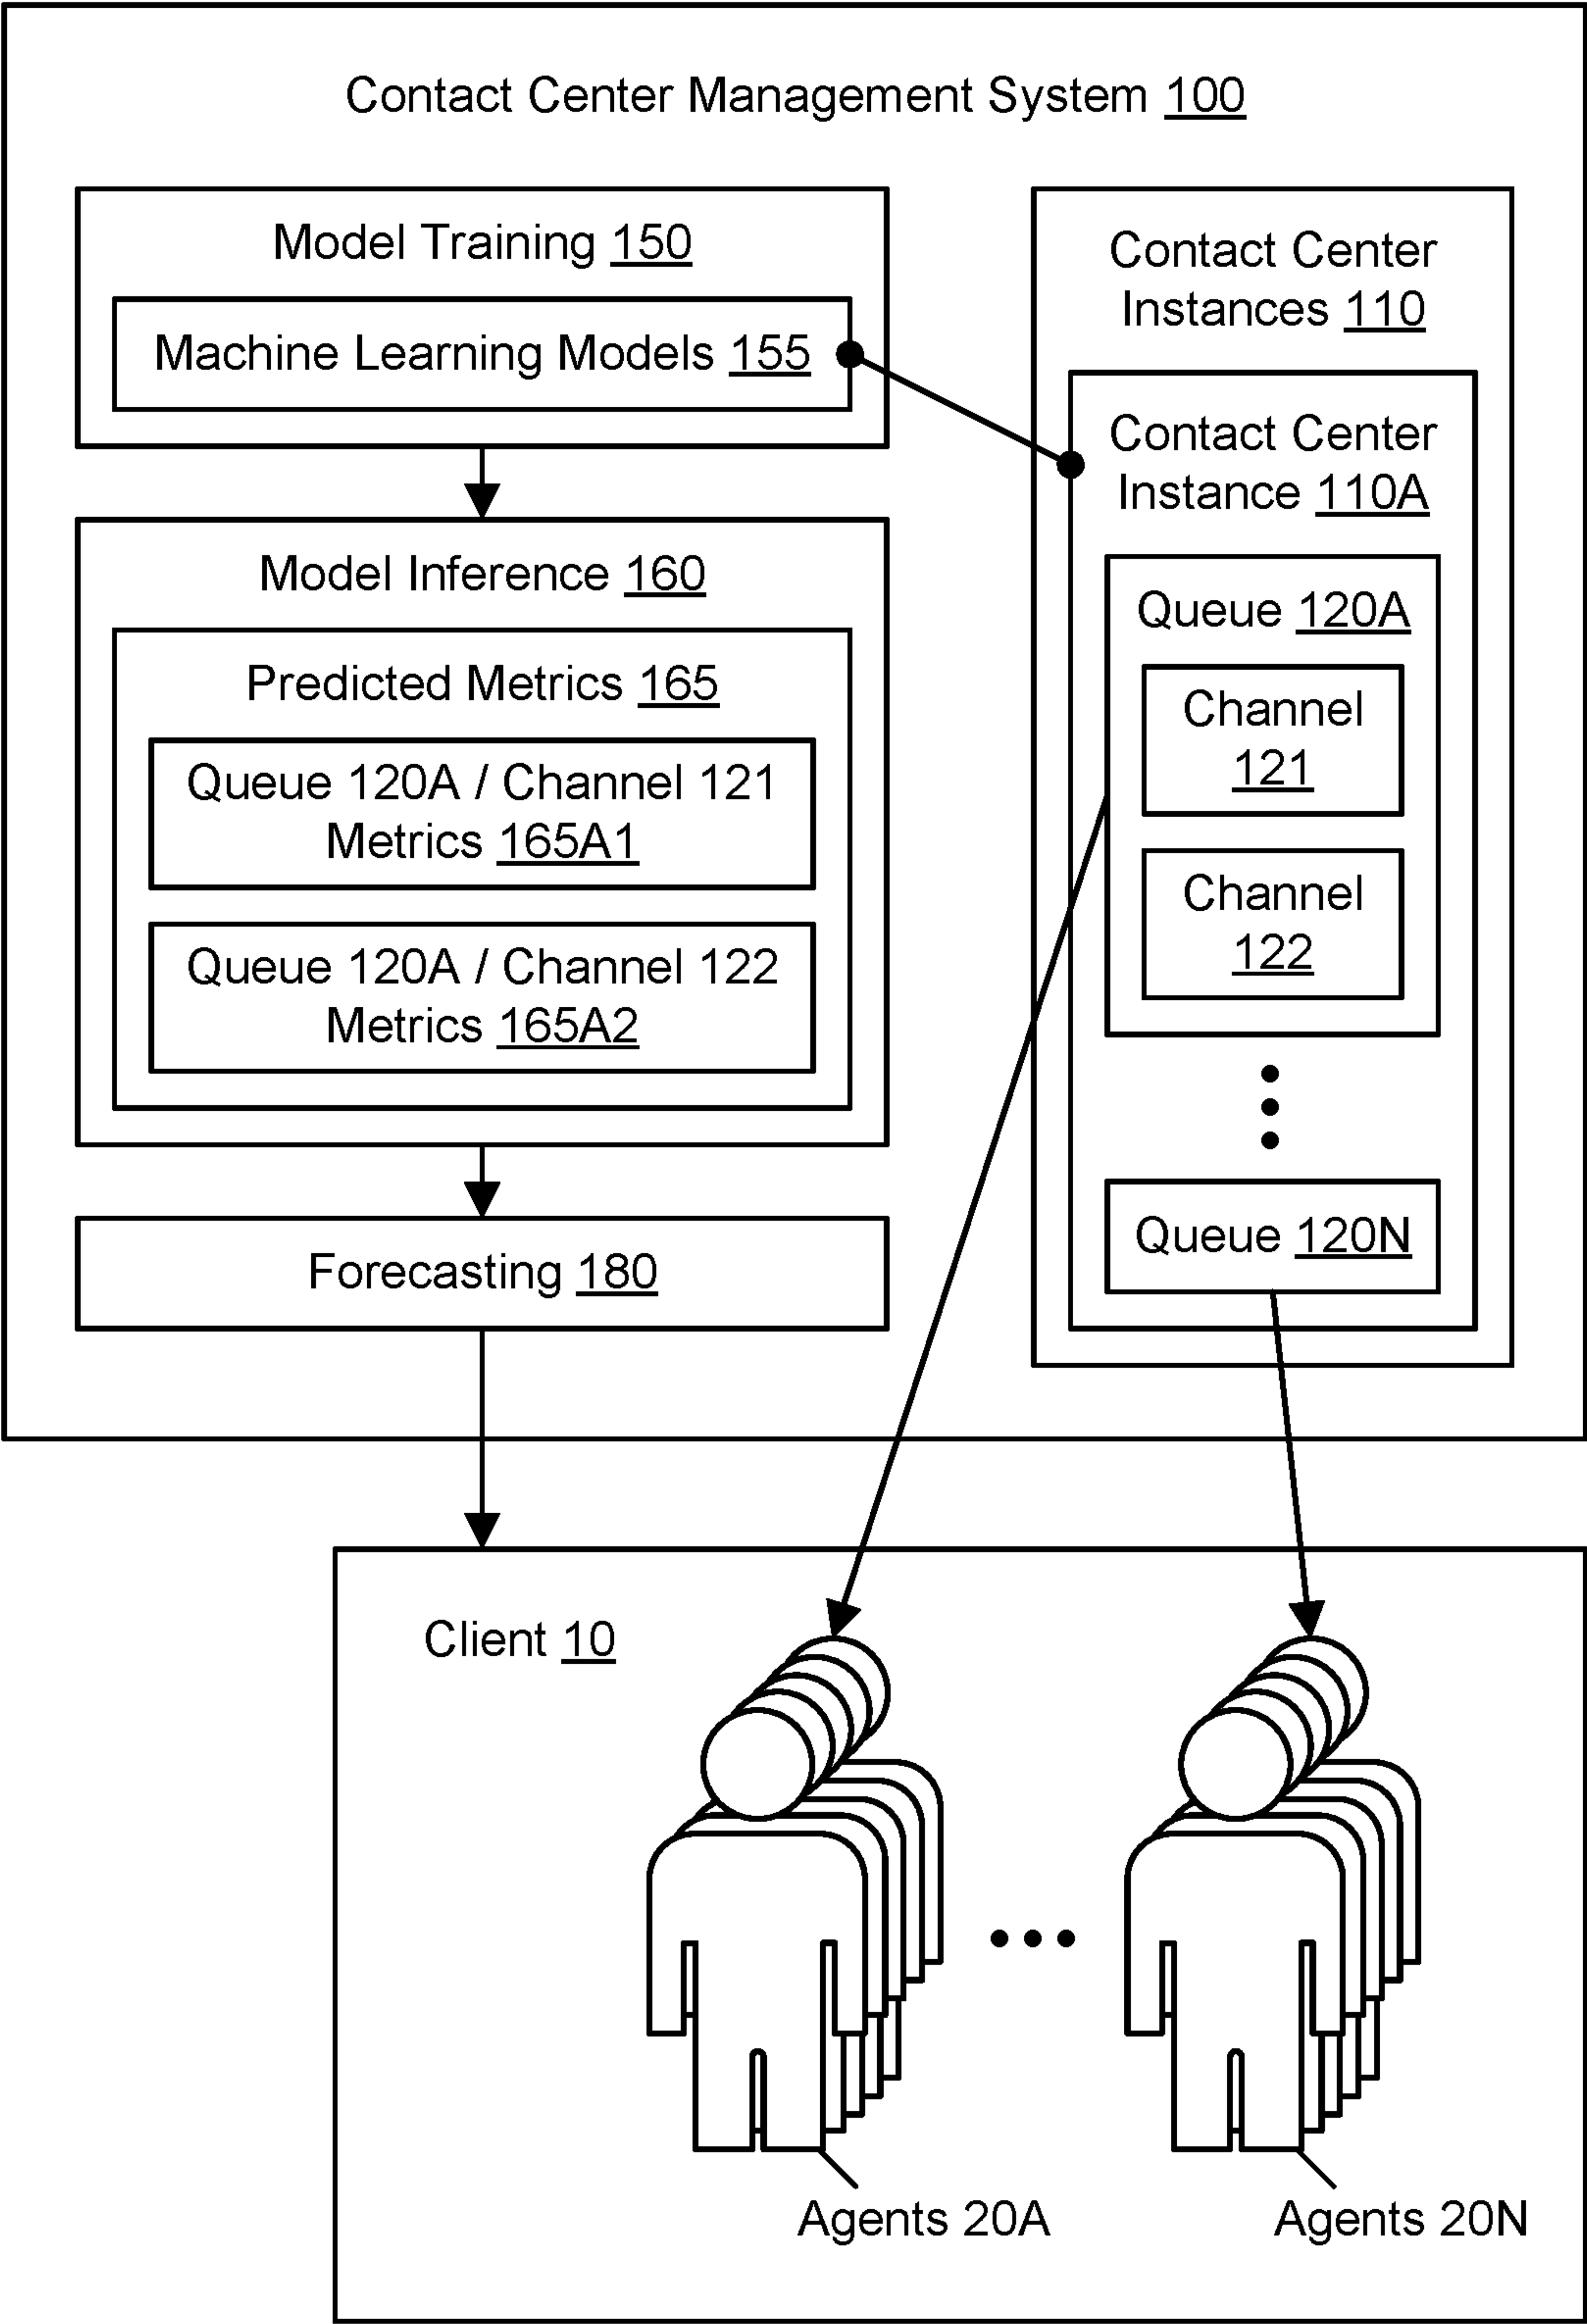 Contact Center Management System 100
Model Training 150
Machine Learning Models 155
Model Inference 160
Predicted Metrics 165
Queue 120A / Channel 121
Metrics 165A1
Queue 120A / Channel 122
Metrics 165A2
Forecasting 180
Contact Center
Instances 110
Contact Center
Instance 110A
Queue 120A
Channel
121
Channel
122
Queue 120N
Client 10
Agents 20A
Agents 20N